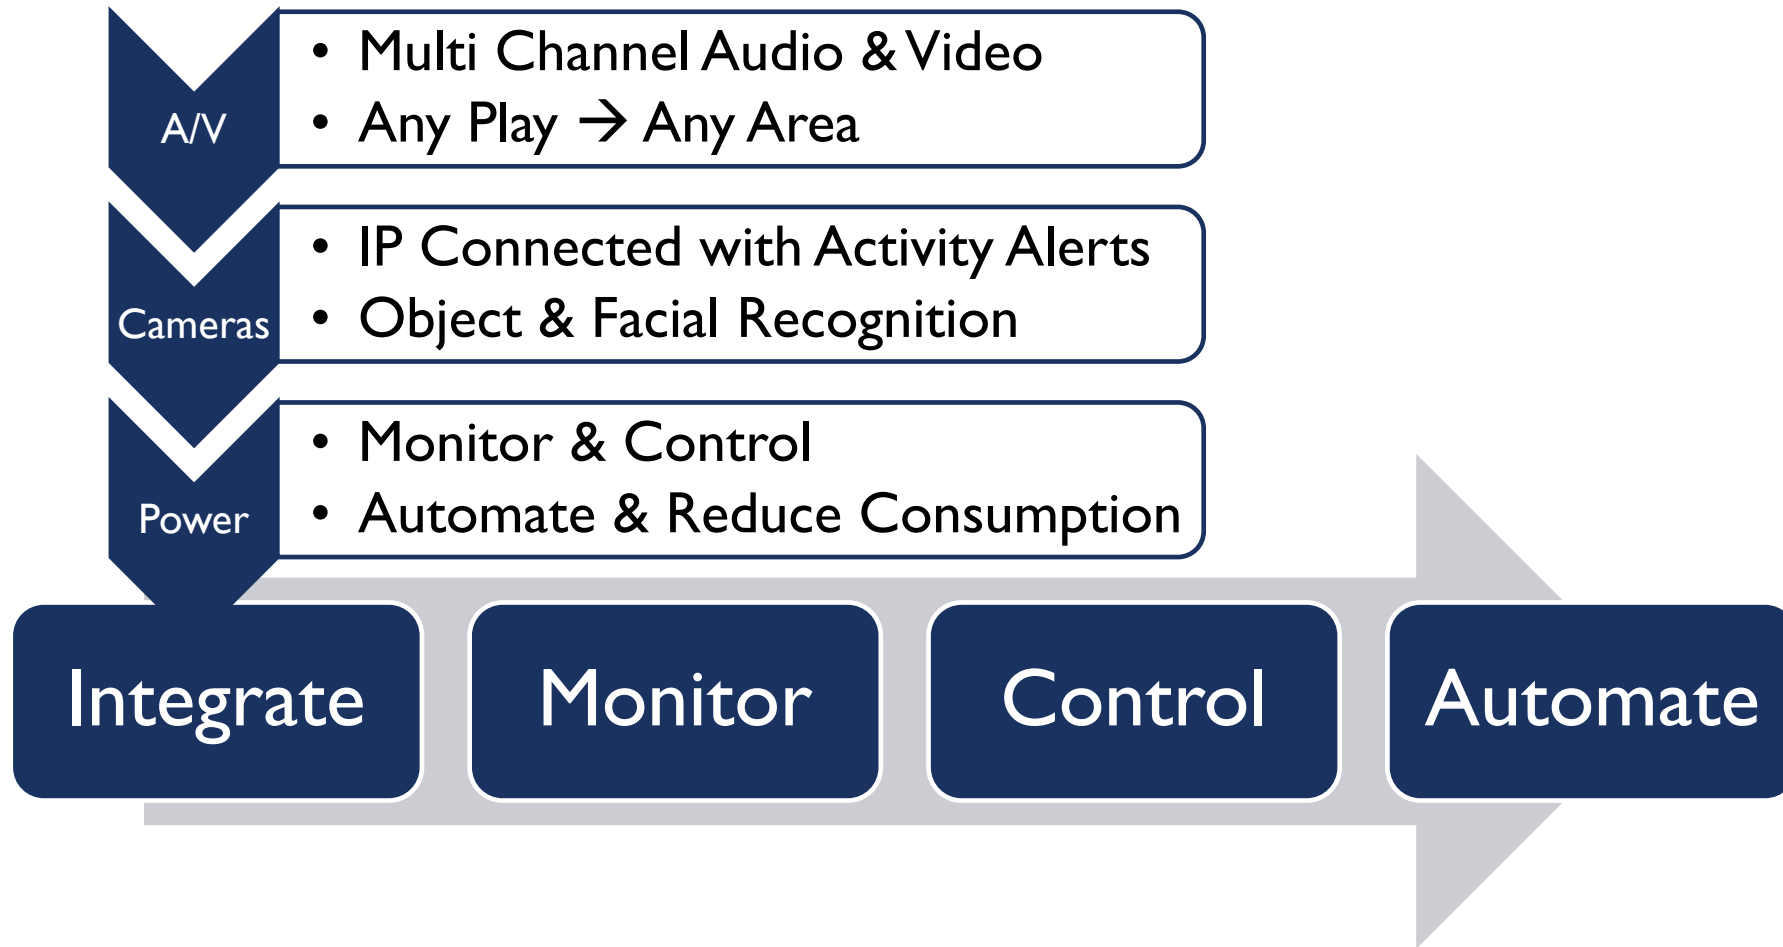 • Multi Channel Audio & Video
A/V
• Any Play → Any Area
• IP Connected with Activity Alerts
Cameras
• Object & Facial Recognition
• Monitor & Control
Power
• Automate & Reduce Consumption
Integrate
Monitor
Control
Automate